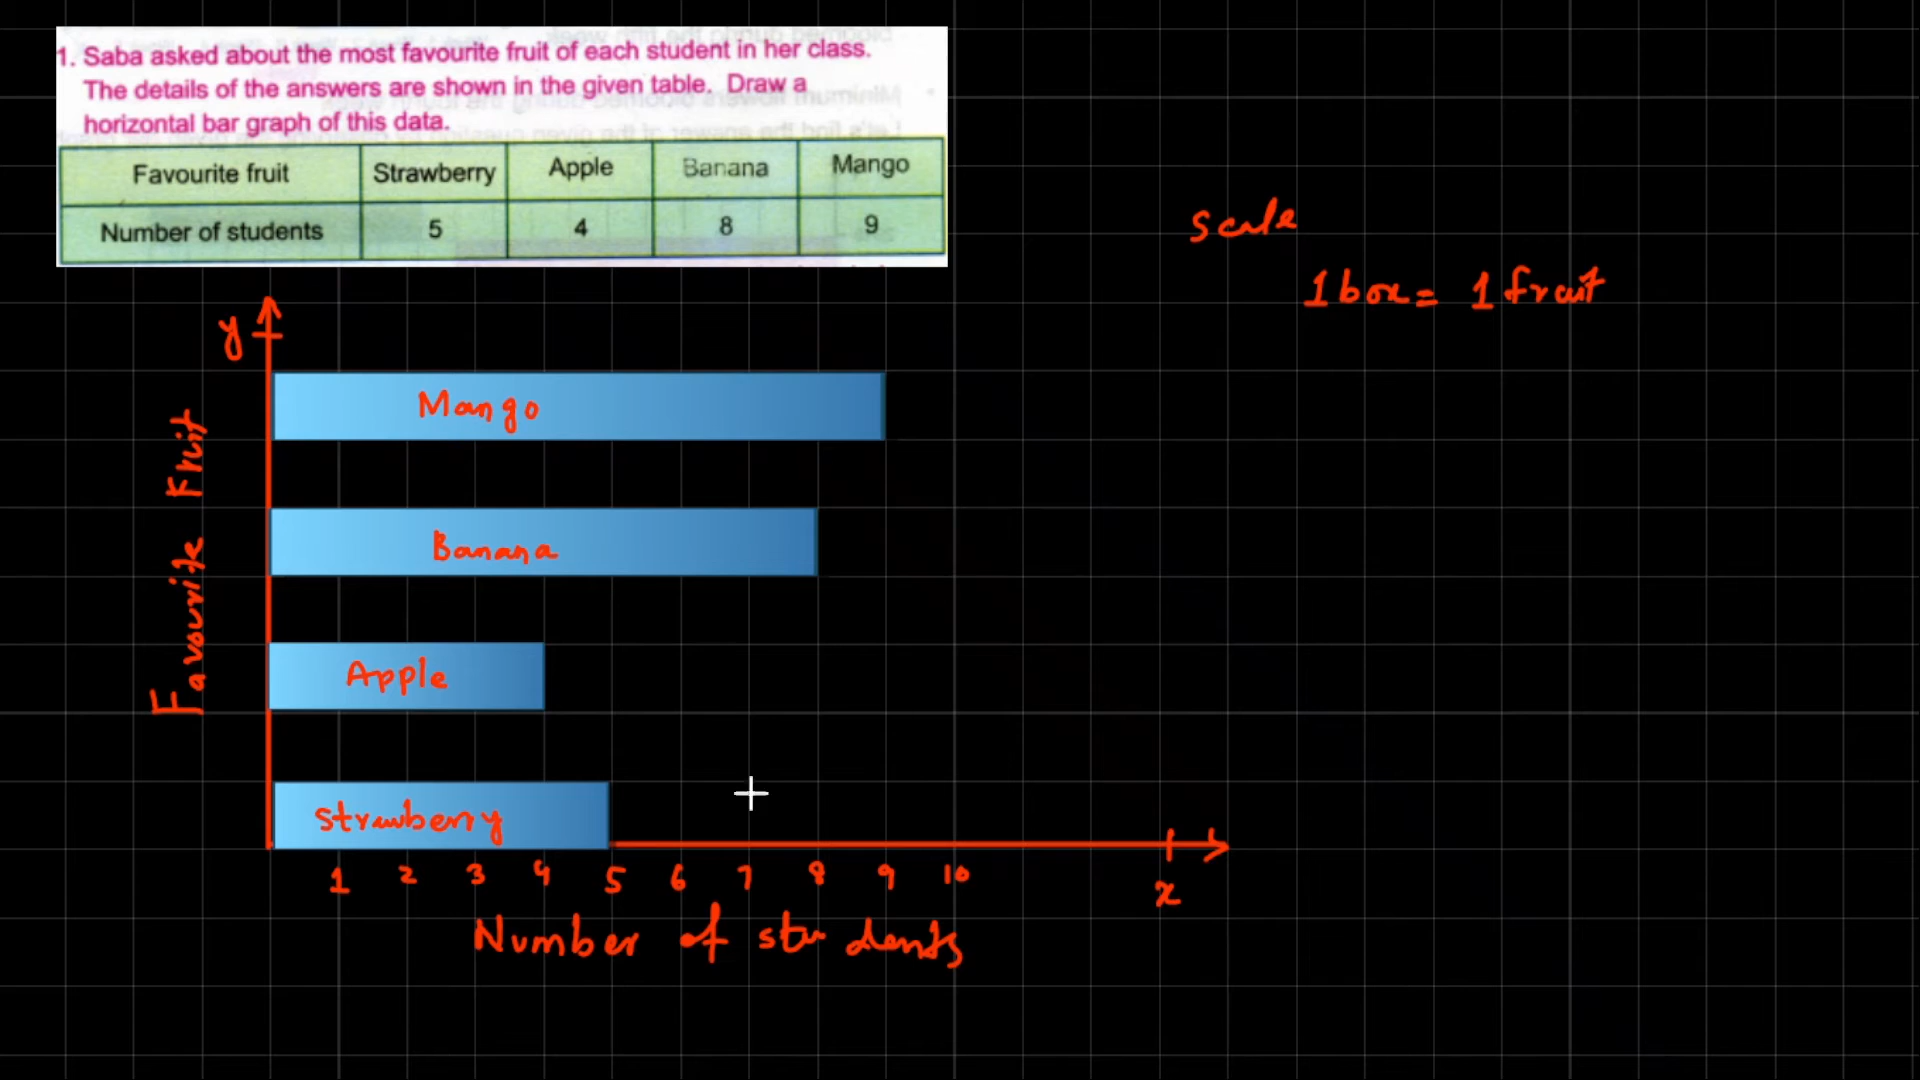 1. Saba asked about the most favourite fruit of each student in her class.
The details of the answers are shown in the given table. Draw a
horizontal bar graph of this data.
Favourite fruit Strawberry Apple Banana Mango
Number of students 5 4 8 9
scale
1 box = 1 fruit
y
Favourite Fruit
Mango
Banana
Apple
strawberry
1 2 3 4 5 6 7 8 9 10
x
Number of students